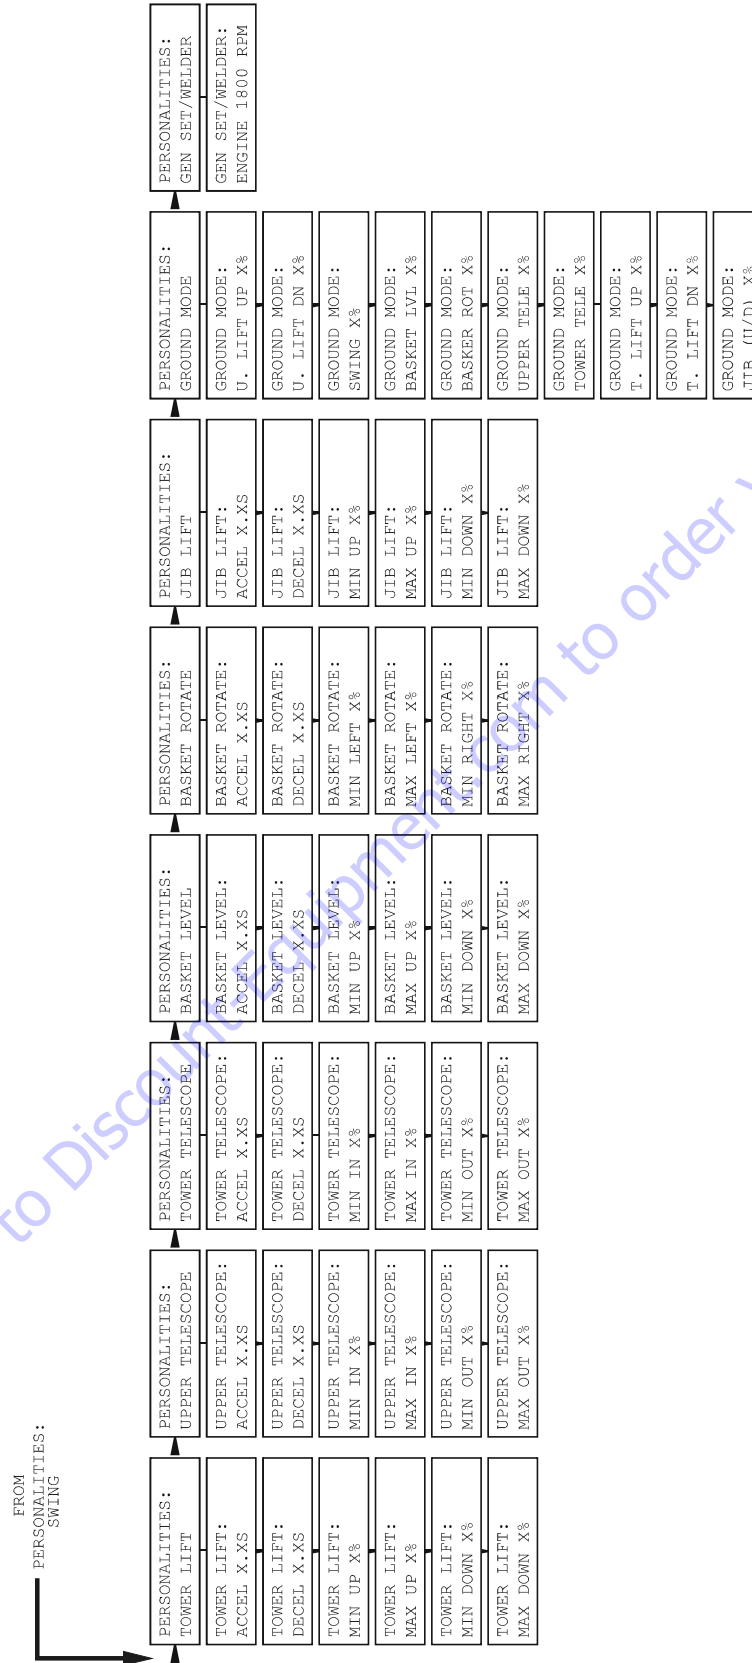 FROM
PERSONALITIES:
SWING
PERSONALITIES:
TOWER LIFT
TOWER LIFT:
ACCEL X.XS
TOWER LIFT:
DECEL X.XS
TOWER LIFT:
MIN UP X%
TOWER LIFT:
MAX UP X%
TOWER LIFT:
MIN DOWN X%
TOWER LIFT:
MAX DOWN X%
PERSONALITIES:
UPPER TELESCOPE
UPPER TELESCOPE:
ACCEL X.XS
UPPER TELESCOPE:
DECEL X.XS
UPPER TELESCOPE:
MIN IN X%
UPPER TELESCOPE:
MAX IN X%
UPPER TELESCOPE:
MIN OUT X%
UPPER TELESCOPE:
MAX OUT X%
PERSONALITIES:
TOWER TELESCOPE
TOWER TELESCOPE:
ACCEL X.XS
TOWER TELESCOPE:
DECEL X.XS
TOWER TELESCOPE:
MIN IN X%
TOWER TELESCOPE:
MAX IN X%
TOWER TELESCOPE:
MIN OUT X%
TOWER TELESCOPE:
MAX OUT X%
PERSONALITIES:
BASKET LEVEL
BASKET LEVEL:
ACCEL X.XS
BASKET LEVEL:
DECEL X.XS
BASKET LEVEL:
MIN UP X%
BASKET LEVEL:
MAX UP X%
BASKET LEVEL:
MIN DOWN X%
BASKET LEVEL:
MAX DOWN X%
PERSONALITIES:
BASKET ROTATE
BASKET ROTATE:
ACCEL X.XS
BASKET ROTATE:
DECEL X.XS
BASKET ROTATE:
MIN LEFT X%
BASKET ROTATE:
MAX LEFT X%
BASKET ROTATE:
MIN RIGHT X%
BASKET ROTATE:
MAX RIGHT X%
PERSONALITIES:
JIB LIFT
JIB LIFT:
ACCEL X.XS
JIB LIFT:
DECEL X.XS
JIB LIFT:
MIN UP X%
JIB LIFT:
MAX UP X%
JIB LIFT:
MIN DOWN X%
JIB LIFT:
MAX DOWN X%
PERSONALITIES:
GROUND MODE
GROUND MODE:
U. LIFT UP X%
GROUND MODE:
U. LIFT DN X%
GROUND MODE:
SWING X%
GROUND MODE:
BASKET LVL X%
GROUND MODE:
BASKER ROT X%
GROUND MODE:
UPPER TELE X%
GROUND MODE:
TOWER TELE X%
GROUND MODE:
T. LIFT UP X%
GROUND MODE:
T. LIFT DN X%
GROUND MODE:
JIB (U/D) X%
PERSONALITIES:
GEN SET/WELDER
GEN SET/WELDER:
ENGINE 1800 RPM
to Discount-Equipment.com to order